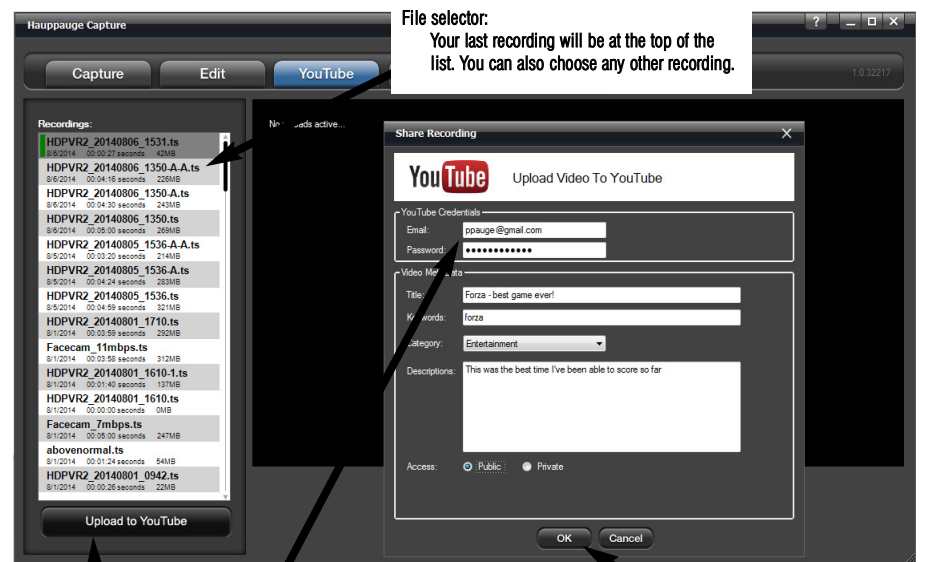 File selector:
Your last recording will be at the top of the
list. You can also choose any other recording.
Hauppauge Capture
?
Capture
Edit
YouTube
1.0.32217
Recordings:
HDPVR2_20140806_1531.ts
8/6/2014 00:00:27 seconds 42MB
HDPVR2_20140806_1350-A-A.ts
8/6/2014 00:04:16 seconds 226MB
HDPVR2_20140806_1350-A.ts
8/6/2014 00:04:30 seconds 243MB
HDPVR2_20140806_1350.ts
8/6/2014 00:05:00 seconds 269MB
HDPVR2_20140805_1536-A-A.ts
8/5/2014 00:03:20 seconds 214MB
HDPVR2_20140805_1536-A.ts
8/5/2014 00:04:24 seconds 283MB
HDPVR2_20140805_1536.ts
8/5/2014 00:04:59 seconds 321MB
HDPVR2_20140801_1710.ts
8/1/2014 00:03:59 seconds 292MB
Facecam_11mbps.ts
8/1/2014 00:03:58 seconds 312MB
HDPVR2_20140801_1610-1.ts
8/1/2014 00:01:40 seconds 137MB
HDPVR2_20140801_1610.ts
8/1/2014 00:00:00 seconds 0MB
Facecam_7mbps.ts
8/1/2014 00:05:00 seconds 247MB
abovenormal.ts
8/1/2014 00:01:24 seconds 54MB
HDPVR2_20140801_0942.ts
8/1/2014 00:00:26 seconds 22MB
Upload to YouTube
active...
Share Recording
YouTube
Upload Video To YouTube
YouTube Credentials
Email: ppauge@gmail.com
Password: ●●●●●●●●●●●●
Video
Title: Forza - best game ever!
forza
Category: Entertainment
Descriptions: This was the best time I've been able to score so far
Access: Public Private
OK
Cancel